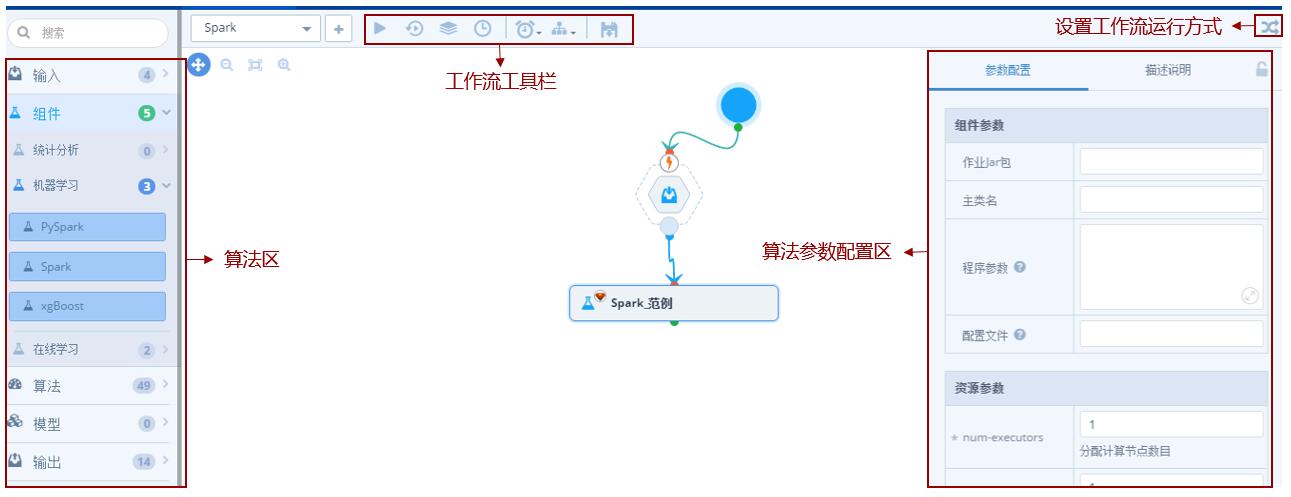 搜索
Spark
设置工作流运行方式
工作流工具栏
输入 4
组件 5
统计分析 0
机器学习 3
PySpark
Spark
xgBoost
在线学习 2
算法 49
模型 0
输出 14
算法区
Spark_范例
算法参数配置区
参数配置 描述说明
组件参数
作业jar包
主类名
程序参数
配置文件
资源参数
* num-executors 1
分配计算节点数目